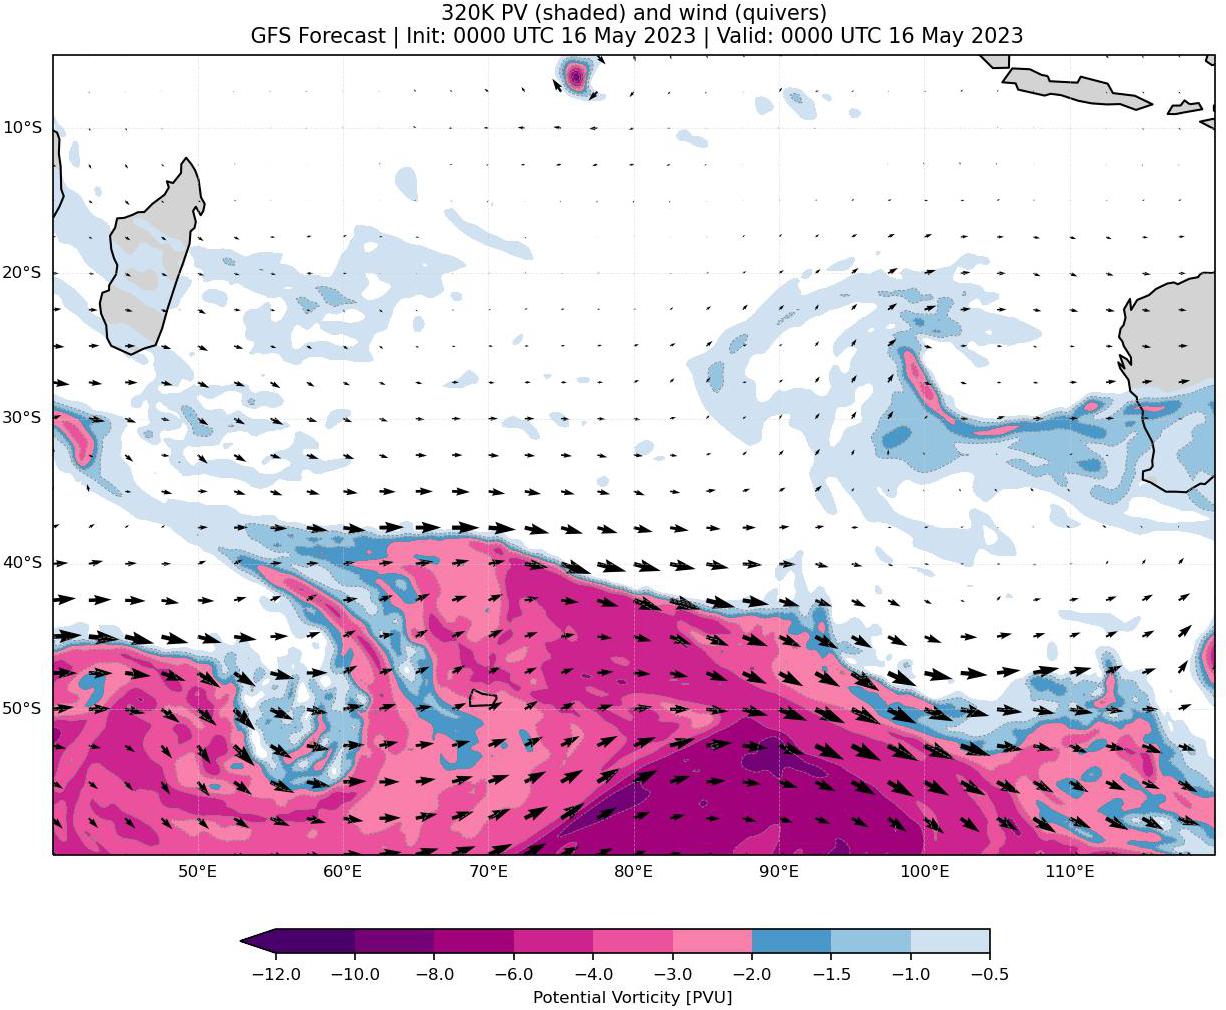 320K PV (shaded) and wind (quivers)
GFS Forecast | Init: 0000 UTC 16 May 2023 | Valid: 0000 UTC 16 May 2023
10°S
20°S
30°S
40°S
50°S
50°E 60°E 70°E 80°E 90°E 100°E 110°E
−12.0 −10.0 −8.0 −6.0 −4.0 −3.0 −2.0 −1.5 −1.0 −0.5
Potential Vorticity [PVU]